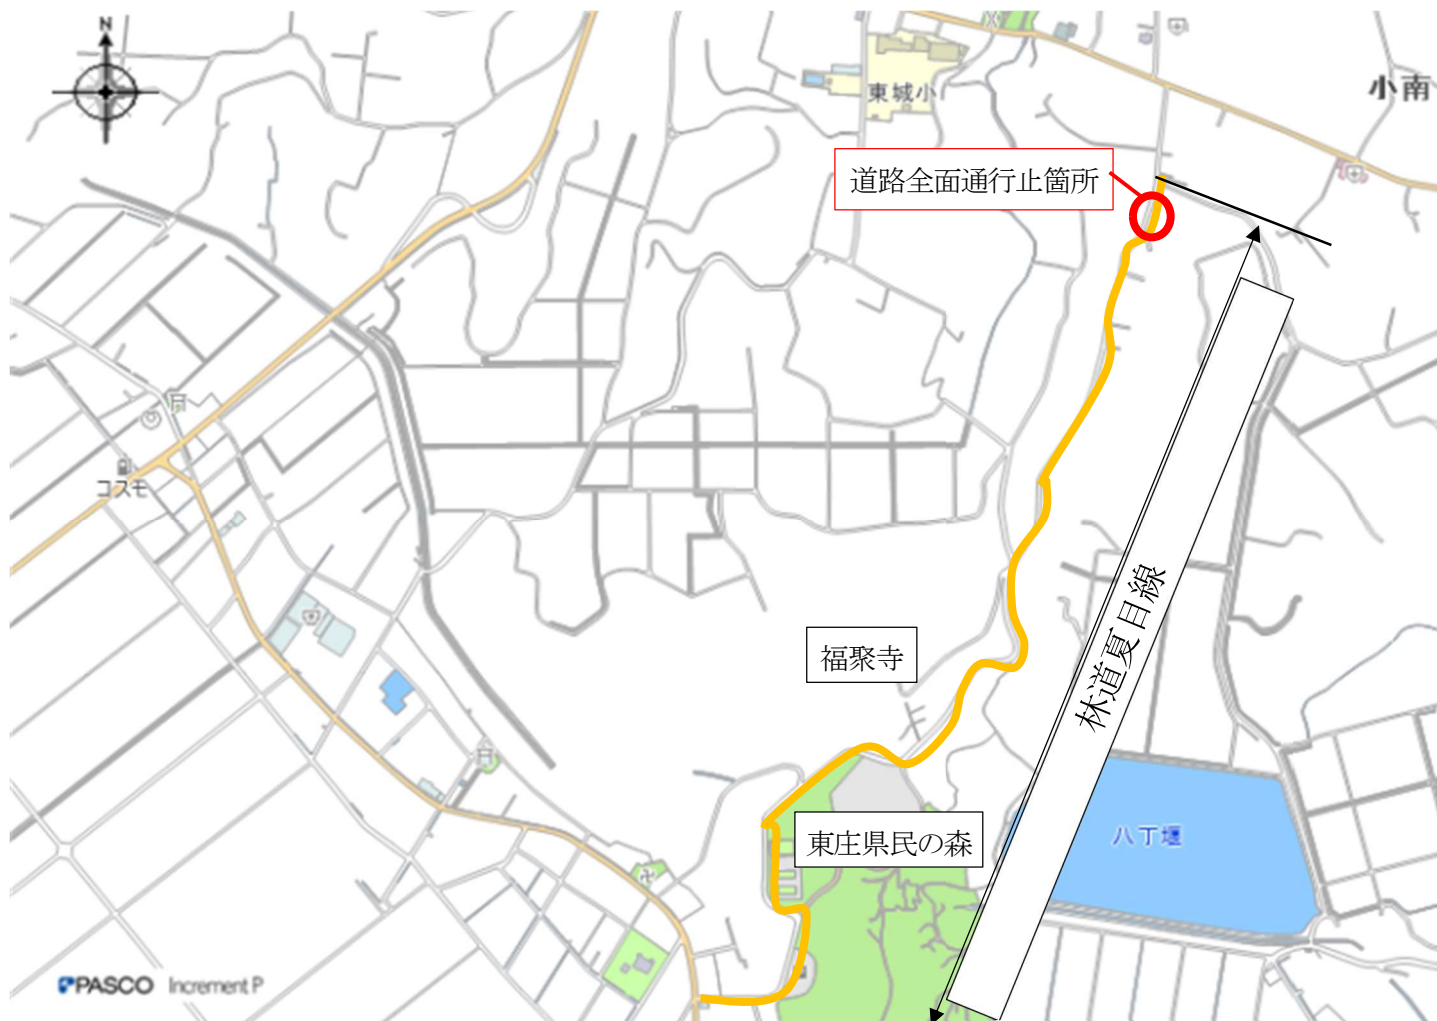 N
東城小
小南
道路全面通行止箇所
コスモ
林道夏目線
福聚寺
八丁堰
東庄県民の森
PASCO Increment P